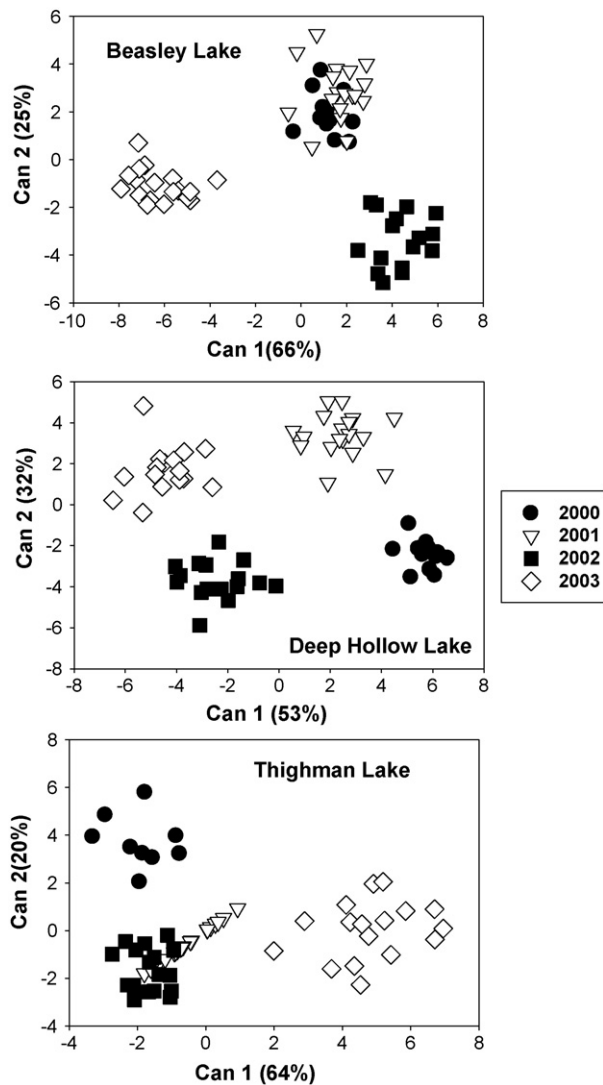 6
Beasley Lake
4
2
0
-2
-4
-6
Can 2 (25%)
-10 -8 -6 -4 -2 0 2 4 6 8
Can 1(66%)
6
4
2
0
-2
-4
-6
-8
Can 2 (32%)
Deep Hollow Lake
-8 -6 -4 -2 0 2 4 6 8
Can 1 (53%)
2000
2001
2002
2003
8
Thighman Lake
6
4
2
0
-2
-4
Can 2(20%)
-4 -2 0 2 4 6 8
Can 1 (64%)